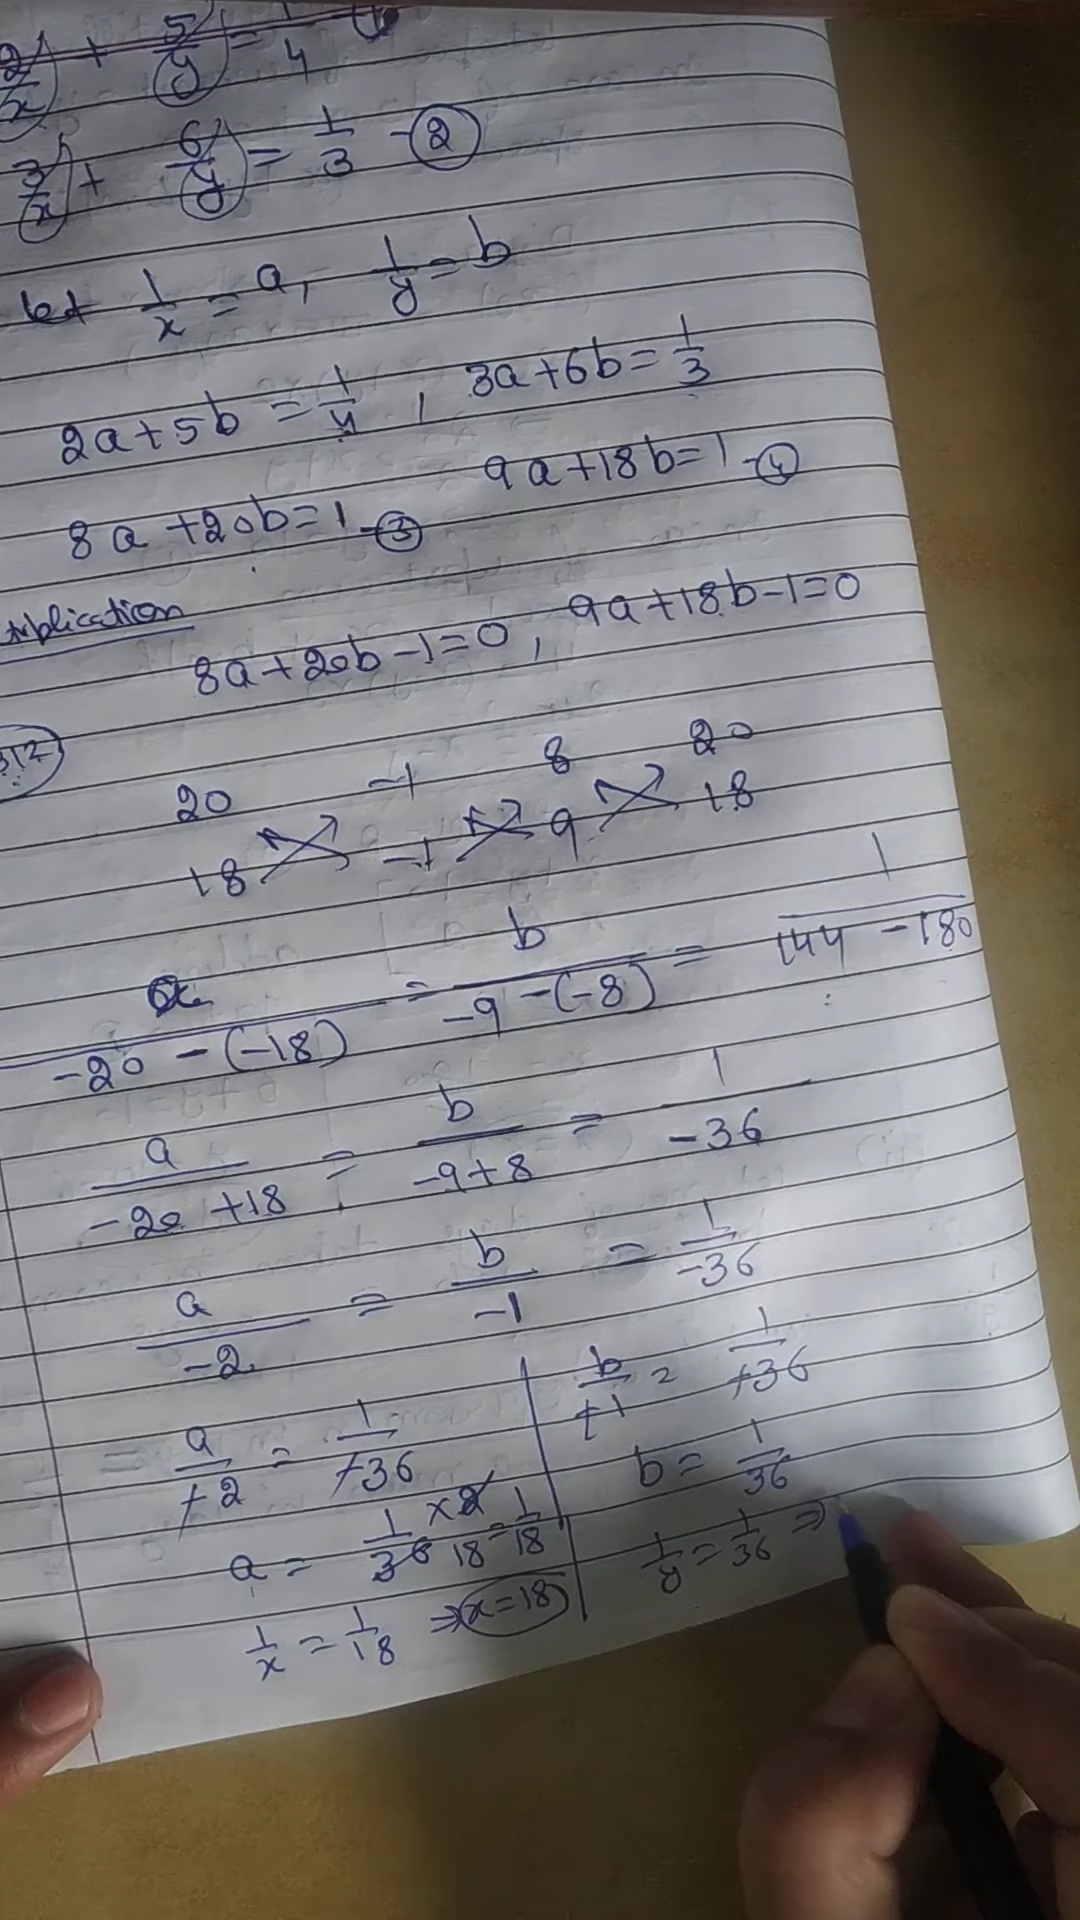 2/x + 5/y = 1/4 ①
3/x + 6/y = 1/3 - ②
let 1/x = a, 1/y = b
2a+5b = 1/4 , 3a+6b = 1/3
8a +20b=1 -③ 9a+18b=1 -④
8a+20b-1=0, 9a+18b-1=0
20 -1 8 20
18 -1 9 18
a/(-20-(-18)) = b/(-9-(-8)) = 1/(144-180)
a/(-20+18) = b/(-9+8) = 1/-36
a/-2 = b/-1 = 1/-36
= a/-2 = 1/-36 b/-1 = 1/-36
a = 1/36 ×2 18 = 1/18 b = 1/36
1/x = 1/18 ⇒ x=18 1/y = 1/36 ⇒